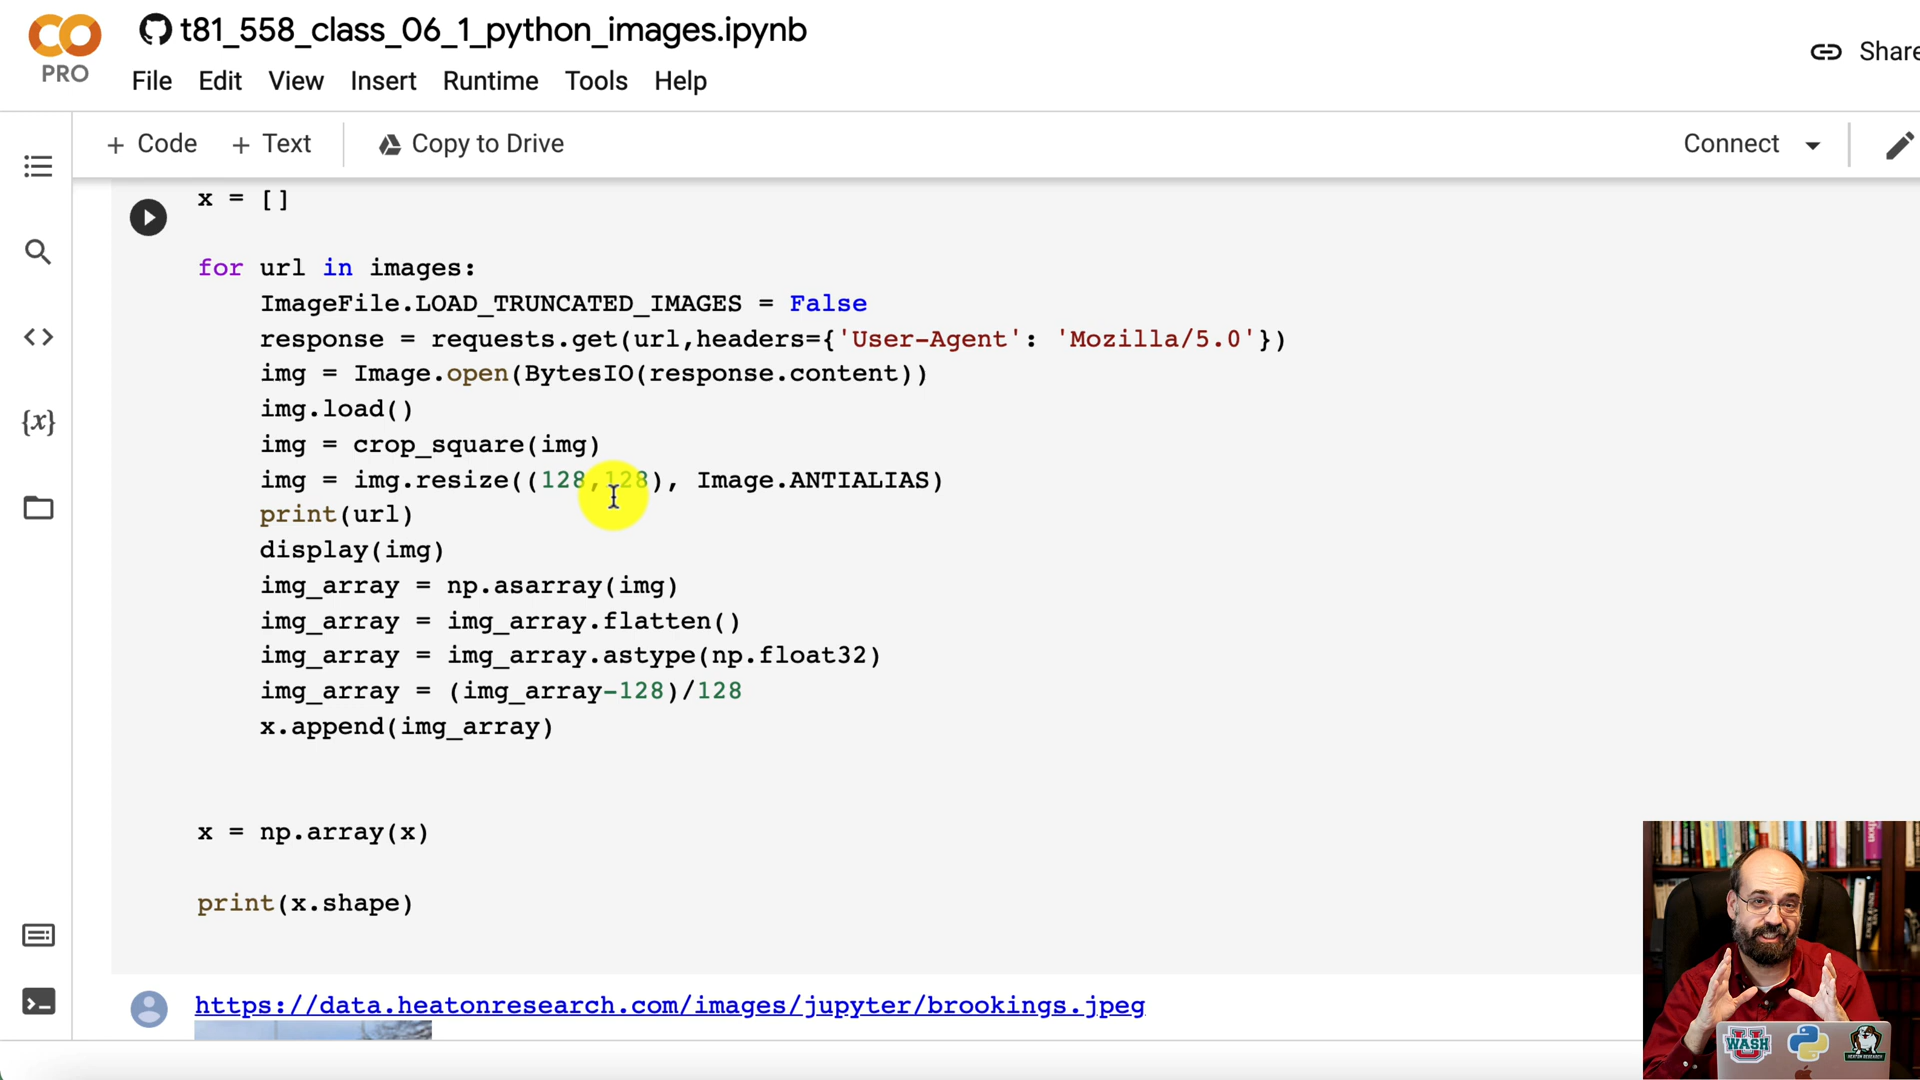 t81_558_class_06_1_python_images.ipynb
PRO
File Edit View Insert Runtime Tools Help
Share
+ Code + Text Copy to Drive
Connect
x = []
for url in images:
ImageFile.LOAD_TRUNCATED_IMAGES = False
response = requests.get(url,headers={'User-Agent': 'Mozilla/5.0'})
img = Image.open(BytesIO(response.content))
img.load()
img = crop_square(img)
img = img.resize((128,128), Image.ANTIALIAS)
print(url)
display(img)
img_array = np.asarray(img)
img_array = img_array.flatten()
img_array = img_array.astype(np.float32)
img_array = (img_array-128)/128
x.append(img_array)
x = np.array(x)
print(x.shape)
https://data.heatonresearch.com/images/jupyter/brookings.jpeg
WASH
HEATON RESEARCH